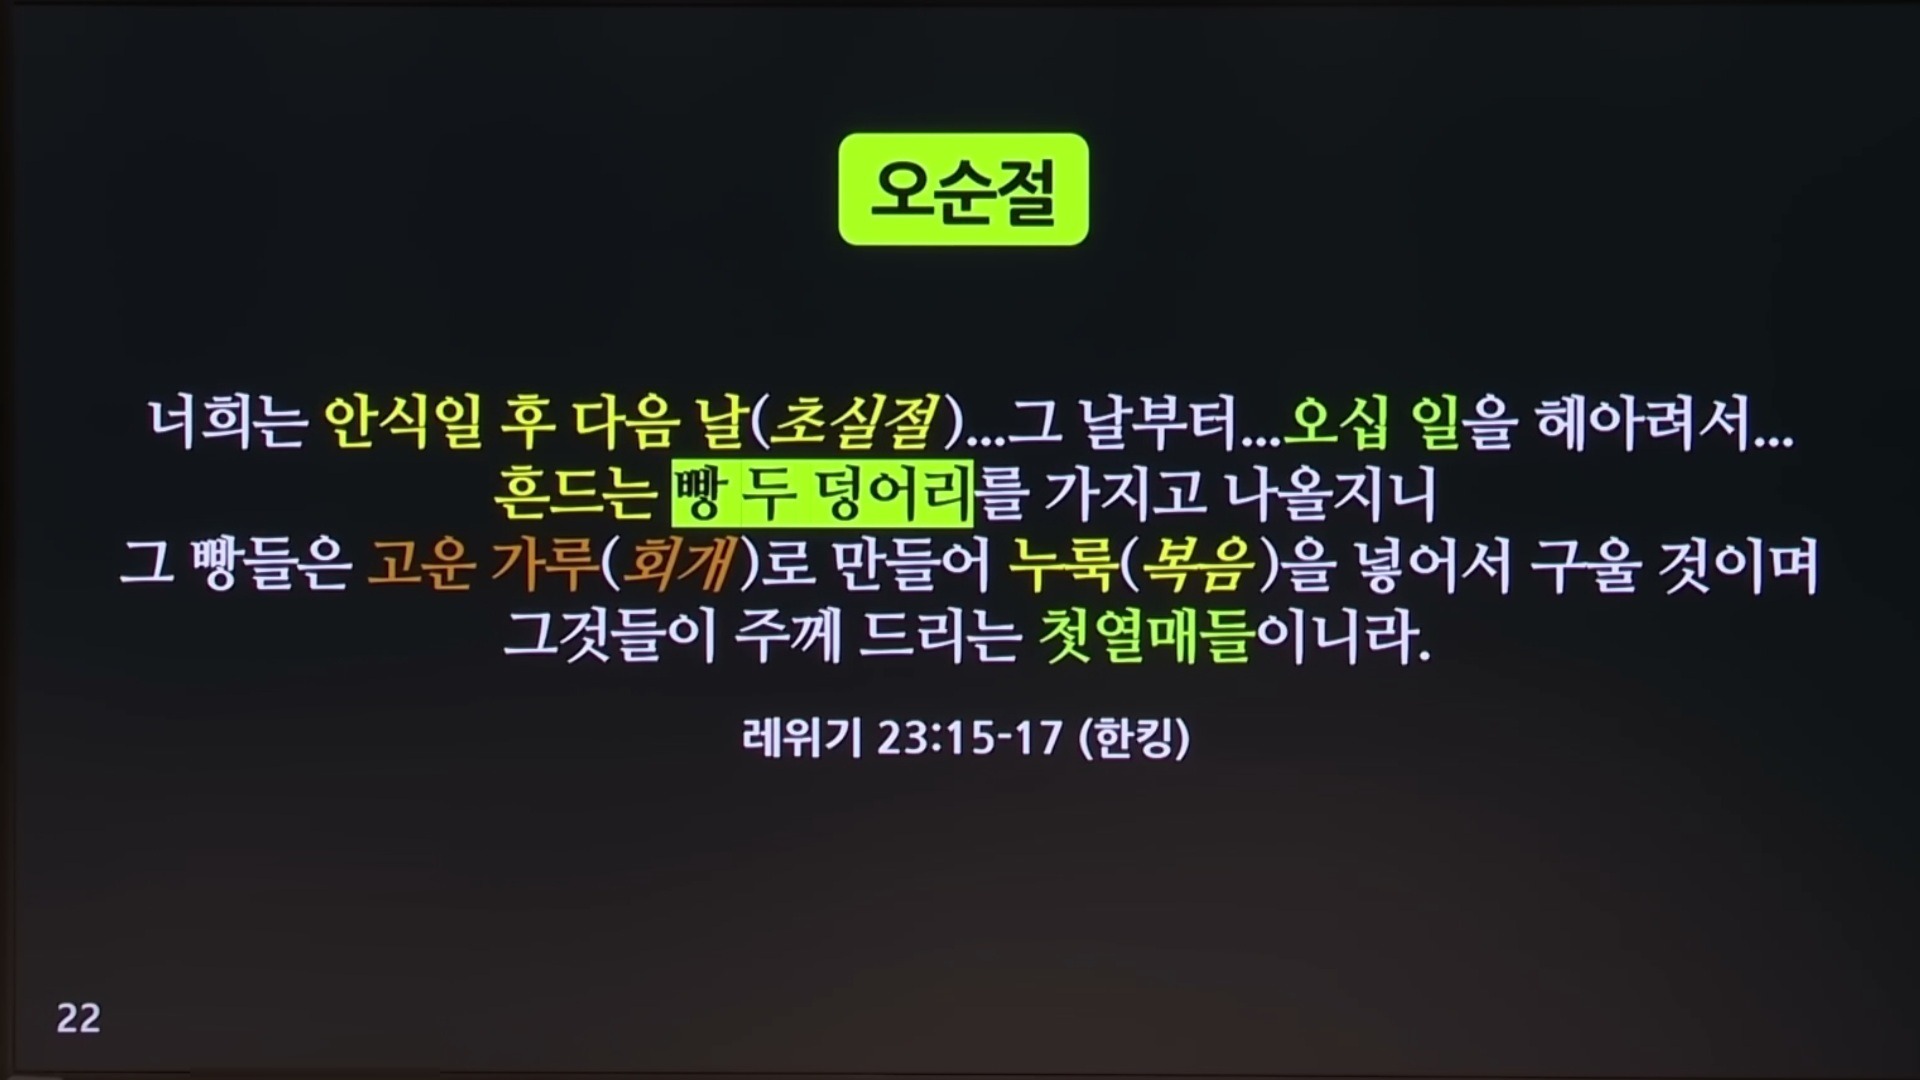 오순절
너희는 안식일 후 다음 날(초실절)...그 날부터...오십 일을 헤아려서...
흔드는 빵 두 덩어리를 가지고 나올지니
그 빵들은 고운 가루(회개)로 만들어 누룩(복음)을 넣어서 구울 것이며
그것들이 주께 드리는 첫열매들이니라.
레위기 23:15-17 (한킹)
22